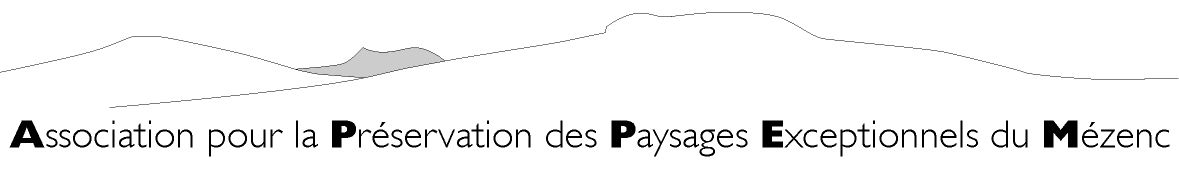 Association pour la Préservation des Paysages Exceptionnels du Mézenc